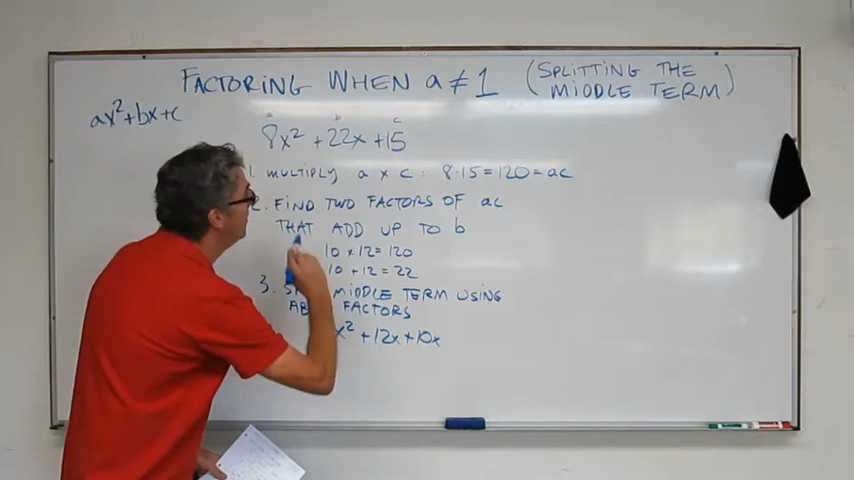 FACTORING WHEN a ≠ 1 (SPLITTING THE MIDDLE TERM)
ax² + bx + c
a b c
8x² + 22x + 15
1. MULTIPLY a x c : 8·15 = 120 = ac
2. FIND TWO FACTORS OF ac
THAT ADD UP TO b
10 x 12 = 120
10 + 12 = 22
3. MIDDLE TERM USING
FACTORS
x² + 12x + 10x